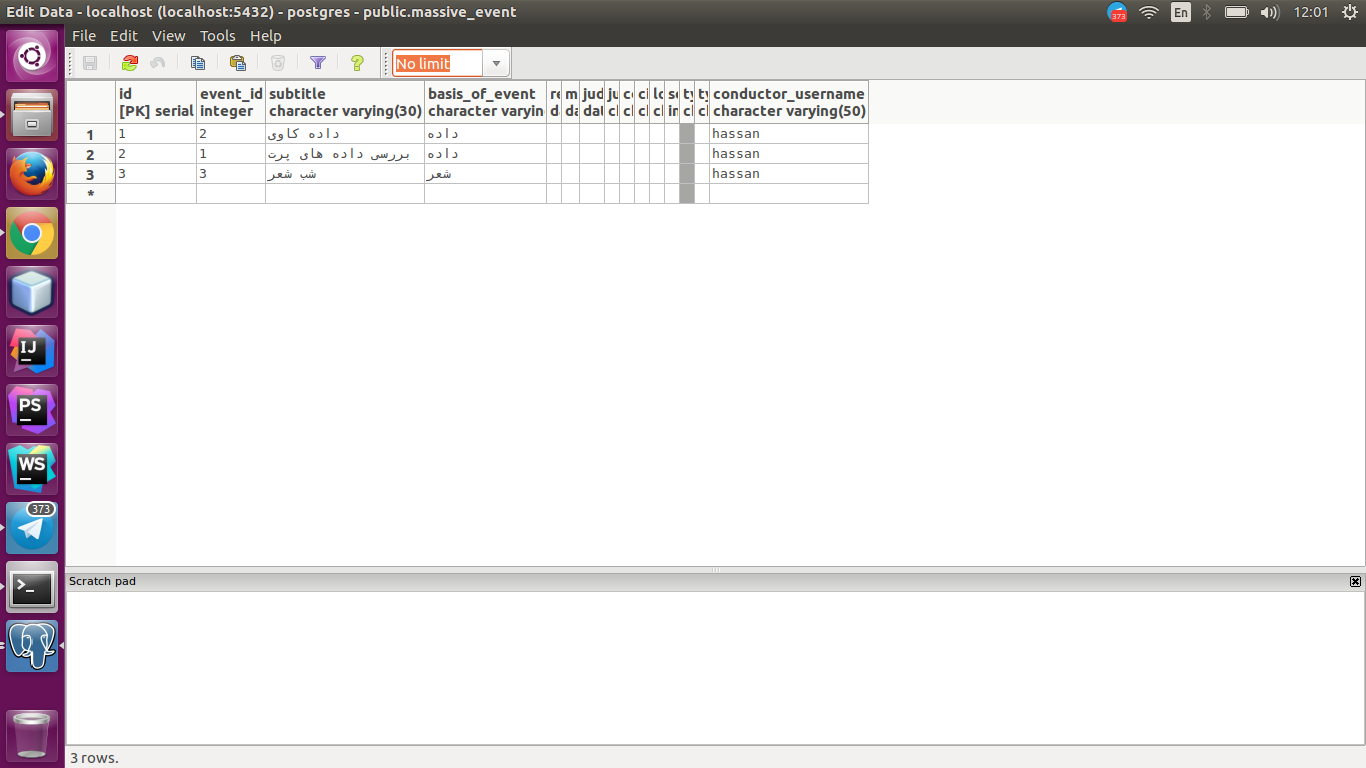 Edit Data - localhost (localhost:5432) - postgres - public.massive_event
373
En
12:01
File Edit View Tools Help
No limit
id event_id subtitle basis_of_event re m jud ju co ci lo se ty ty conductor_username
[PK] serial integer character varying(30) character varyin da da dat cl cl cl cl in cl cl character varying(50)
1 1 2 داده کاوی داده hassan
2 2 1 بررسی داده های پرت داده hassan
3 3 3 شب شعر شعر hassan
*
IJ
PS
WS
373
>_
Scratch pad
3 rows.